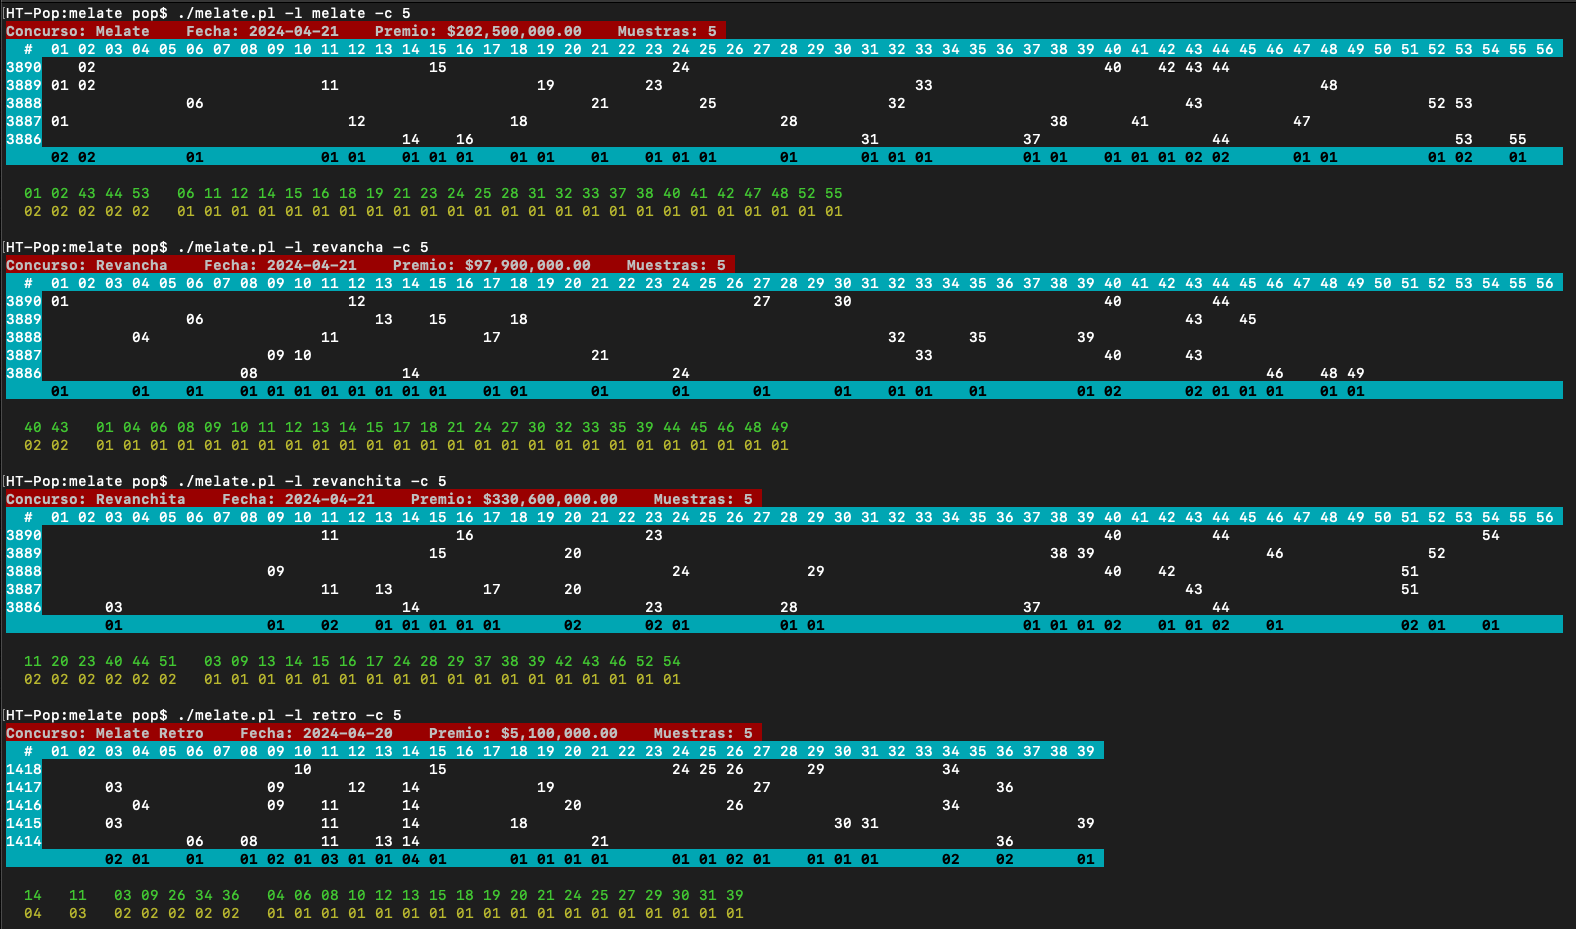 HT-Pop:melate pop$ ./melate.pl -l melate -c 5
Concurso: Melate    Fecha: 2024-04-21    Premio: $202,500,000.00    Muestras: 5
# 01 02 03 04 05 06 07 08 09 10 11 12 13 14 15 16 17 18 19 20 21 22 23 24 25 26 27 28 29 30 31 32 33 34 35 36 37 38 39 40 41 42 43 44 45 46 47 48 49 50 51 52 53 54 55 56
3890 02 15 24 40 42 43 44
3889 01 02 11 19 23 33 48
3888 06 21 25 32 43 52 53
3887 01 12 18 28 38 41 47
3886 14 16 31 37 44 53 55
02 02 01 01 01 01 01 01 01 01 01 01 01 01 01 01 01 01 01 01 01 01 01 02 02 01 01 01 02 01
01 02 43 44 53   06 11 12 14 15 16 18 19 21 23 24 25 28 31 32 33 37 38 40 41 42 47 48 52 55
02 02 02 02 02   01 01 01 01 01 01 01 01 01 01 01 01 01 01 01 01 01 01 01 01 01 01 01 01 01
HT-Pop:melate pop$ ./melate.pl -l revancha -c 5
Concurso: Revancha    Fecha: 2024-04-21    Premio: $97,900,000.00    Muestras: 5
# 01 02 03 04 05 06 07 08 09 10 11 12 13 14 15 16 17 18 19 20 21 22 23 24 25 26 27 28 29 30 31 32 33 34 35 36 37 38 39 40 41 42 43 44 45 46 47 48 49 50 51 52 53 54 55 56
3890 01 12 27 30 40 44
3889 06 13 15 18 43 45
3888 04 11 17 32 35 39
3887 09 10 21 33 40 43
3886 08 14 24 46 48 49
01 01 01 01 01 01 01 01 01 01 01 01 01 01 01 01 01 01 01 01 01 02 02 01 01 01 01 01
40 43   01 04 06 08 09 10 11 12 13 14 15 17 18 21 24 27 30 32 33 35 39 44 45 46 48 49
02 02   01 01 01 01 01 01 01 01 01 01 01 01 01 01 01 01 01 01 01 01 01 01 01 01 01 01
HT-Pop:melate pop$ ./melate.pl -l revanchita -c 5
Concurso: Revanchita    Fecha: 2024-04-21    Premio: $330,600,000.00    Muestras: 5
# 01 02 03 04 05 06 07 08 09 10 11 12 13 14 15 16 17 18 19 20 21 22 23 24 25 26 27 28 29 30 31 32 33 34 35 36 37 38 39 40 41 42 43 44 45 46 47 48 49 50 51 52 53 54 55 56
3890 11 16 23 40 44 54
3889 15 20 38 39 46 52
3888 09 24 29 40 42 51
3887 11 13 17 20 43 51
3886 03 14 23 28 37 44
01 01 02 01 01 01 01 01 02 02 01 01 01 01 01 01 02 01 01 02 01 02 01 01
11 20 23 40 44 51   03 09 13 14 15 16 17 24 28 29 37 38 39 42 43 46 52 54
02 02 02 02 02 02   01 01 01 01 01 01 01 01 01 01 01 01 01 01 01 01 01 01
HT-Pop:melate pop$ ./melate.pl -l retro -c 5
Concurso: Melate Retro    Fecha: 2024-04-20    Premio: $5,100,000.00    Muestras: 5
# 01 02 03 04 05 06 07 08 09 10 11 12 13 14 15 16 17 18 19 20 21 22 23 24 25 26 27 28 29 30 31 32 33 34 35 36 37 38 39
1418 10 15 24 25 26 29 34
1417 03 09 12 14 19 27 36
1416 04 09 11 14 20 26 34
1415 03 11 14 18 30 31 39
1414 06 08 11 13 14 21 36
02 01 01 01 02 01 03 01 01 04 01 01 01 01 01 01 01 02 01 01 01 01 02 02 01
14   11   03 09 26 34 36   04 06 08 10 12 13 15 18 19 20 21 24 25 27 29 30 31 39
04   03   02 02 02 02 02   01 01 01 01 01 01 01 01 01 01 01 01 01 01 01 01 01 01